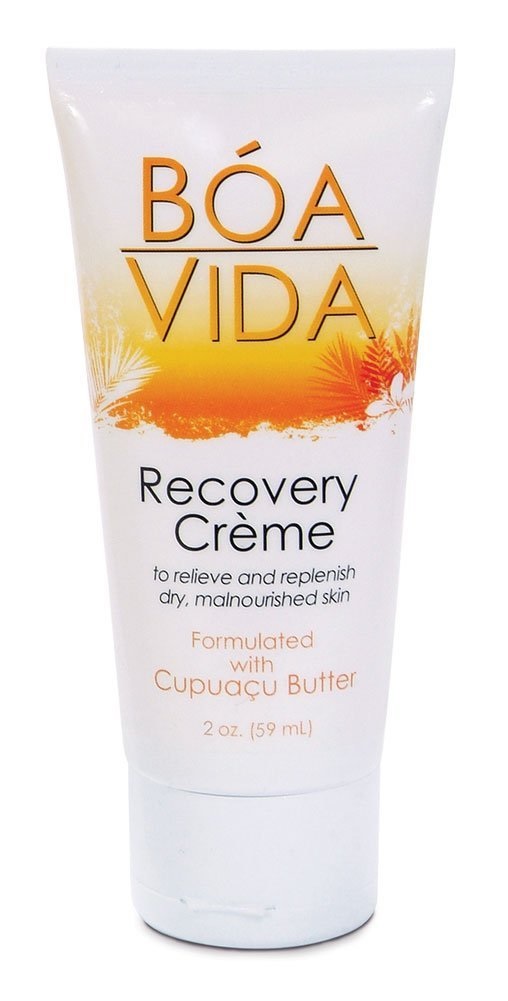 BÓA
VIDA
Recovery
Crème
to relieve and replenish
dry, malnourished skin
Formulated
with
Cupuaçu Butter
2 oz. (59 mL)